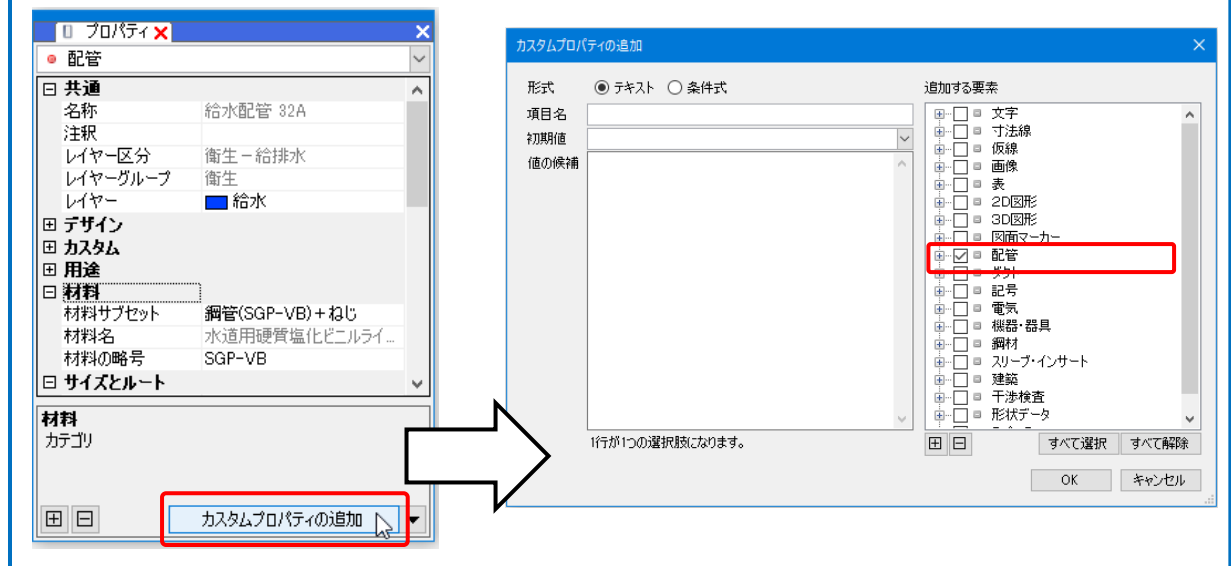 プロパティ
配管
共通
名称 給水配管 32A
注釈
レイヤー区分 衛生－給排水
レイヤーグループ 衛生
レイヤー 給水
デザイン
カスタム
用途
材料
材料サブセット 鋼管(SGP-VB)+ねじ
材料名 水道用硬質塩化ビニルライ...
材料の略号 SGP-VB
サイズとルート
材料
カテゴリ
カスタムプロパティの追加
カスタムプロパティの追加
形式 テキスト 条件式
項目名
初期値
値の候補
1行が1つの選択肢になります。
追加する要素
文字
寸法線
仮線
画像
表
2D図形
3D図形
図面マーカー
配管
ダクト
記号
電気
機器・器具
鋼材
スリーブ・インサート
建築
干渉検査
形状データ
すべて選択 すべて解除
OK キャンセル